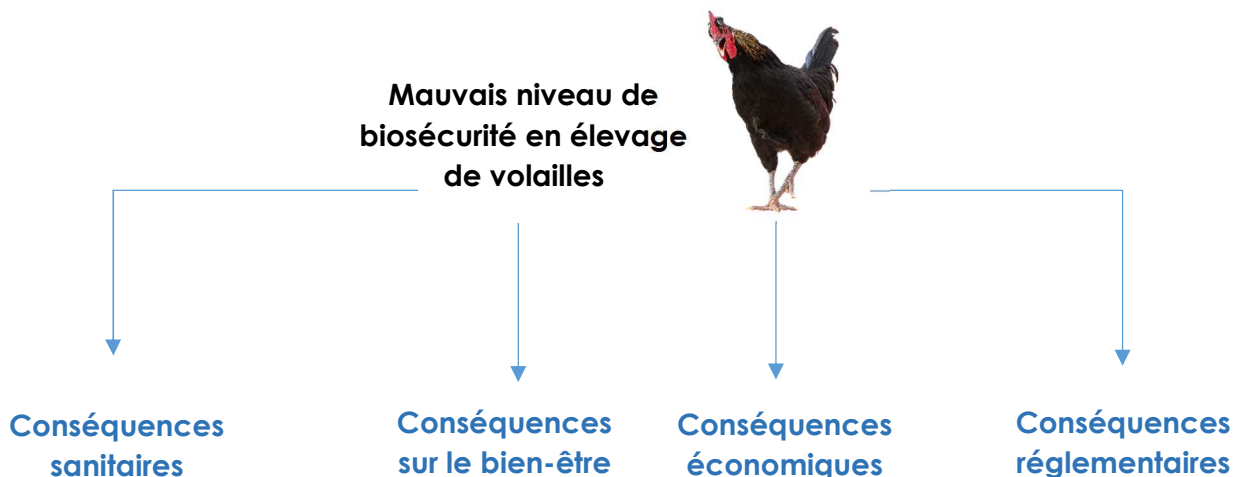 Mauvais niveau de
biosécurité en élevage
de volailles
Conséquences
sanitaires
Conséquences
sur le bien-être
Conséquences
économiques
Conséquences
réglementaires